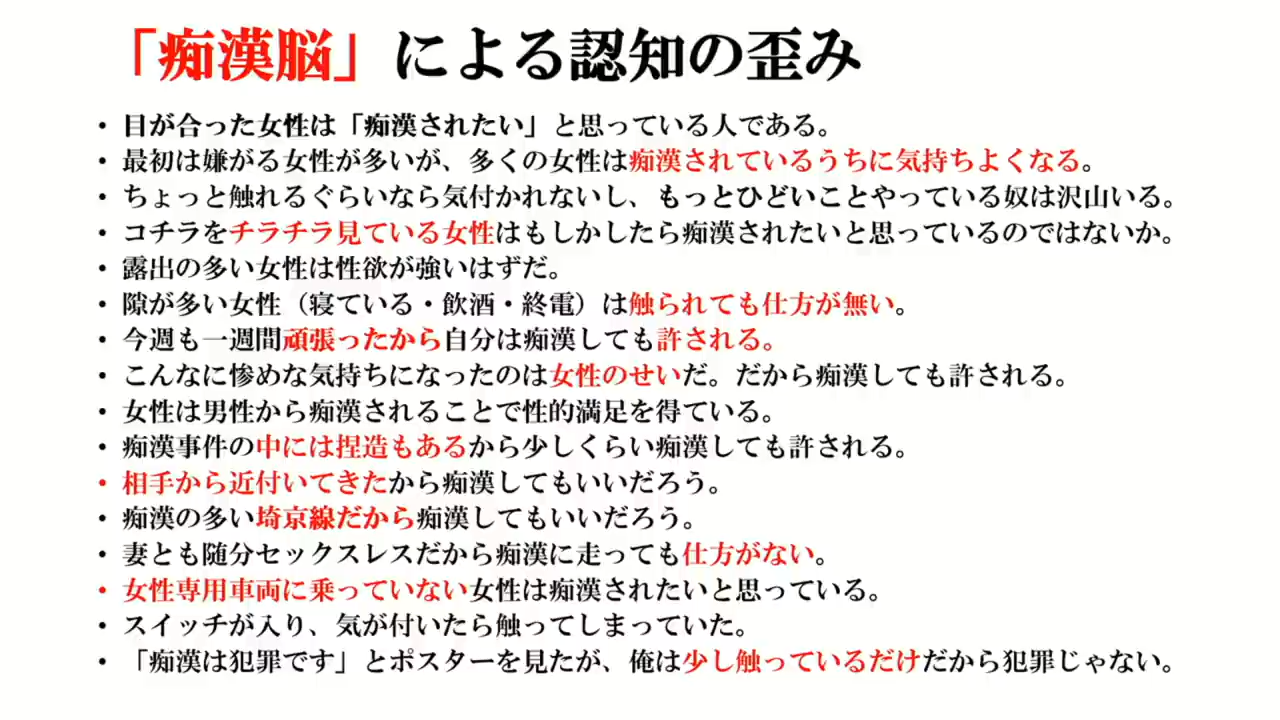 「痴漢脳」による認知の歪み
• 目が合った女性は「痴漢されたい」と思っている人である。
• 最初は嫌がる女性が多いが、多くの女性は痴漢されているうちに気持ちよくなる。
• ちょっと触れるぐらいなら気付かれないし、もっとひどいことやっている奴は沢山いる。
• コチラをチラチラ見ている女性はもしかしたら痴漢されたいと思っているのではないか。
• 露出の多い女性は性欲が強いはずだ。
• 隙が多い女性（寝ている・飲酒・終電）は触られても仕方が無い。
• 今週も一週間頑張ったから自分は痴漢しても許される。
• こんなに惨めな気持ちになったのは女性のせいだ。だから痴漢しても許される。
• 女性は男性から痴漢されることで性的満足を得ている。
• 痴漢事件の中には捏造もあるから少しくらい痴漢しても許される。
• 相手から近付いてきたから痴漢してもいいだろう。
• 痴漢の多い埼京線だから痴漢してもいいだろう。
• 妻とも随分セックスレスだから痴漢に走っても仕方がない。
• 女性専用車両に乗っていない女性は痴漢されたいと思っている。
• スイッチが入り、気が付いたら触ってしまっていた。
• 「痴漢は犯罪です」とポスターを見たが、俺は少し触っているだけだから犯罪じゃない。